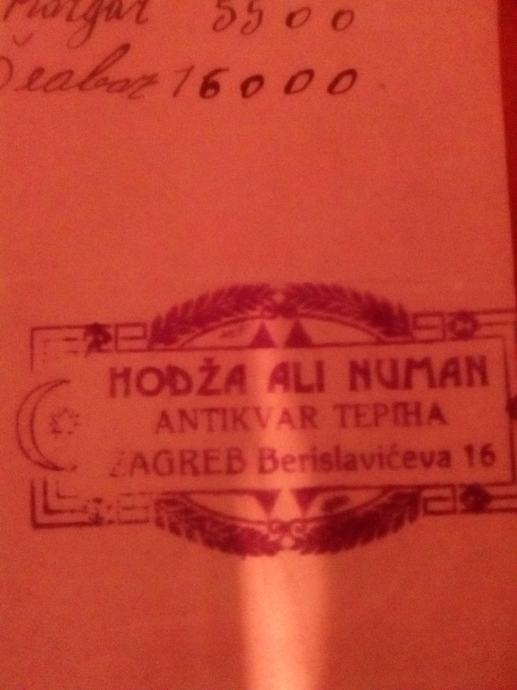 5500
16000
HODŽA ALI NUMAN
ANTIKVAR TEPIHA
ZAGREB Berislavićeva 16